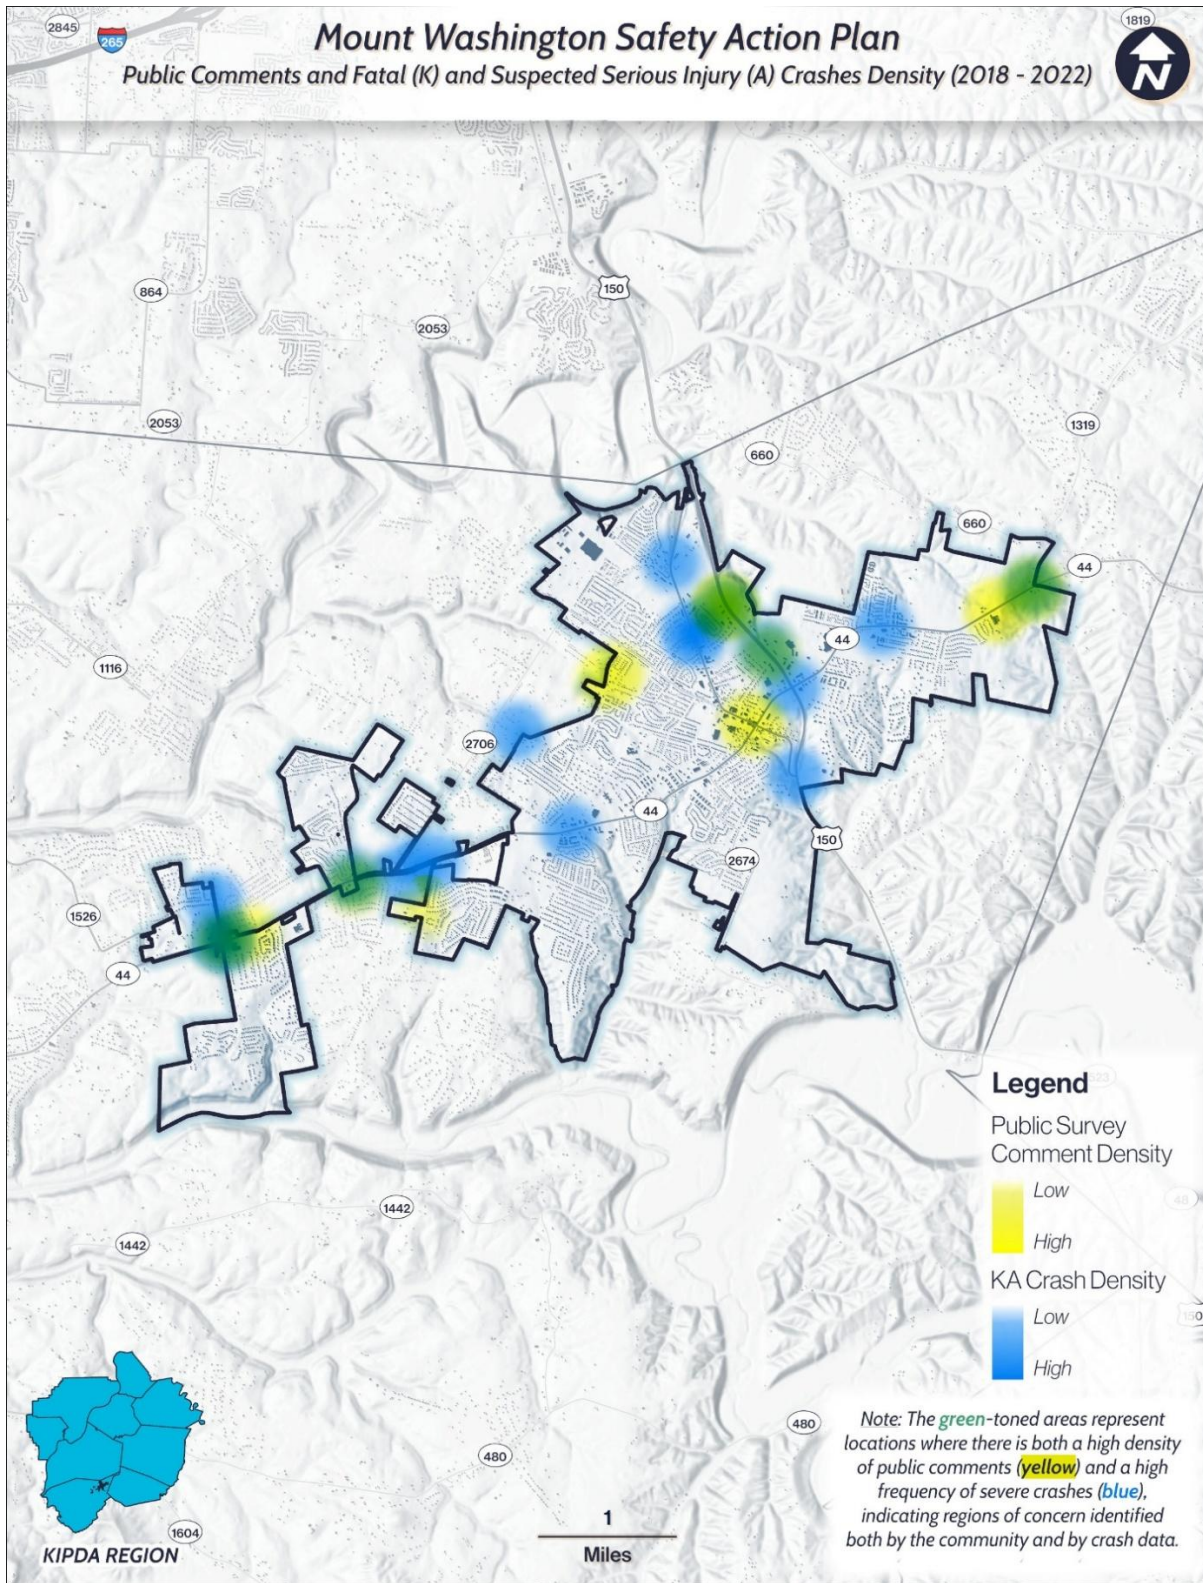 Mount Washington Safety Action Plan
Public Comments and Fatal (K) and Suspected Serious Injury (A) Crashes Density (2018 - 2022)
2845
265
1819
N
150
864
2053
2053
1319
660
660
44
44
1116
2706
44
150
2674
1526
44
Legend
523
Public Survey
Comment Density
Low
High
KA Crash Density
Low
High
48
150
1442
1442
480
480
1604
KIPDA REGION
1
Miles
Note: The green-toned areas represent
locations where there is both a high density
of public comments (yellow) and a high
frequency of severe crashes (blue),
indicating regions of concern identified
both by the community and by crash data.